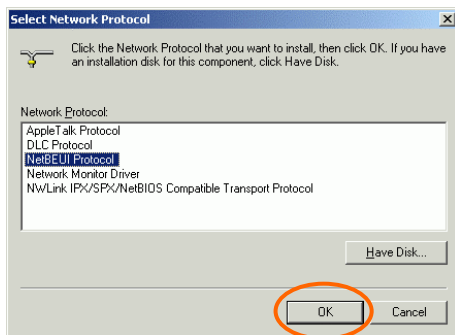 Select Network Protocol
Click the Network Protocol that you want to install, then click OK. If you have
an installation disk for this component, click Have Disk.
Network Protocol:
AppleTalk Protocol
DLC Protocol
NetBEUI Protocol
Network Monitor Driver
NWLink IPX/SPX/NetBIOS Compatible Transport Protocol
Have Disk...
OK
Cancel